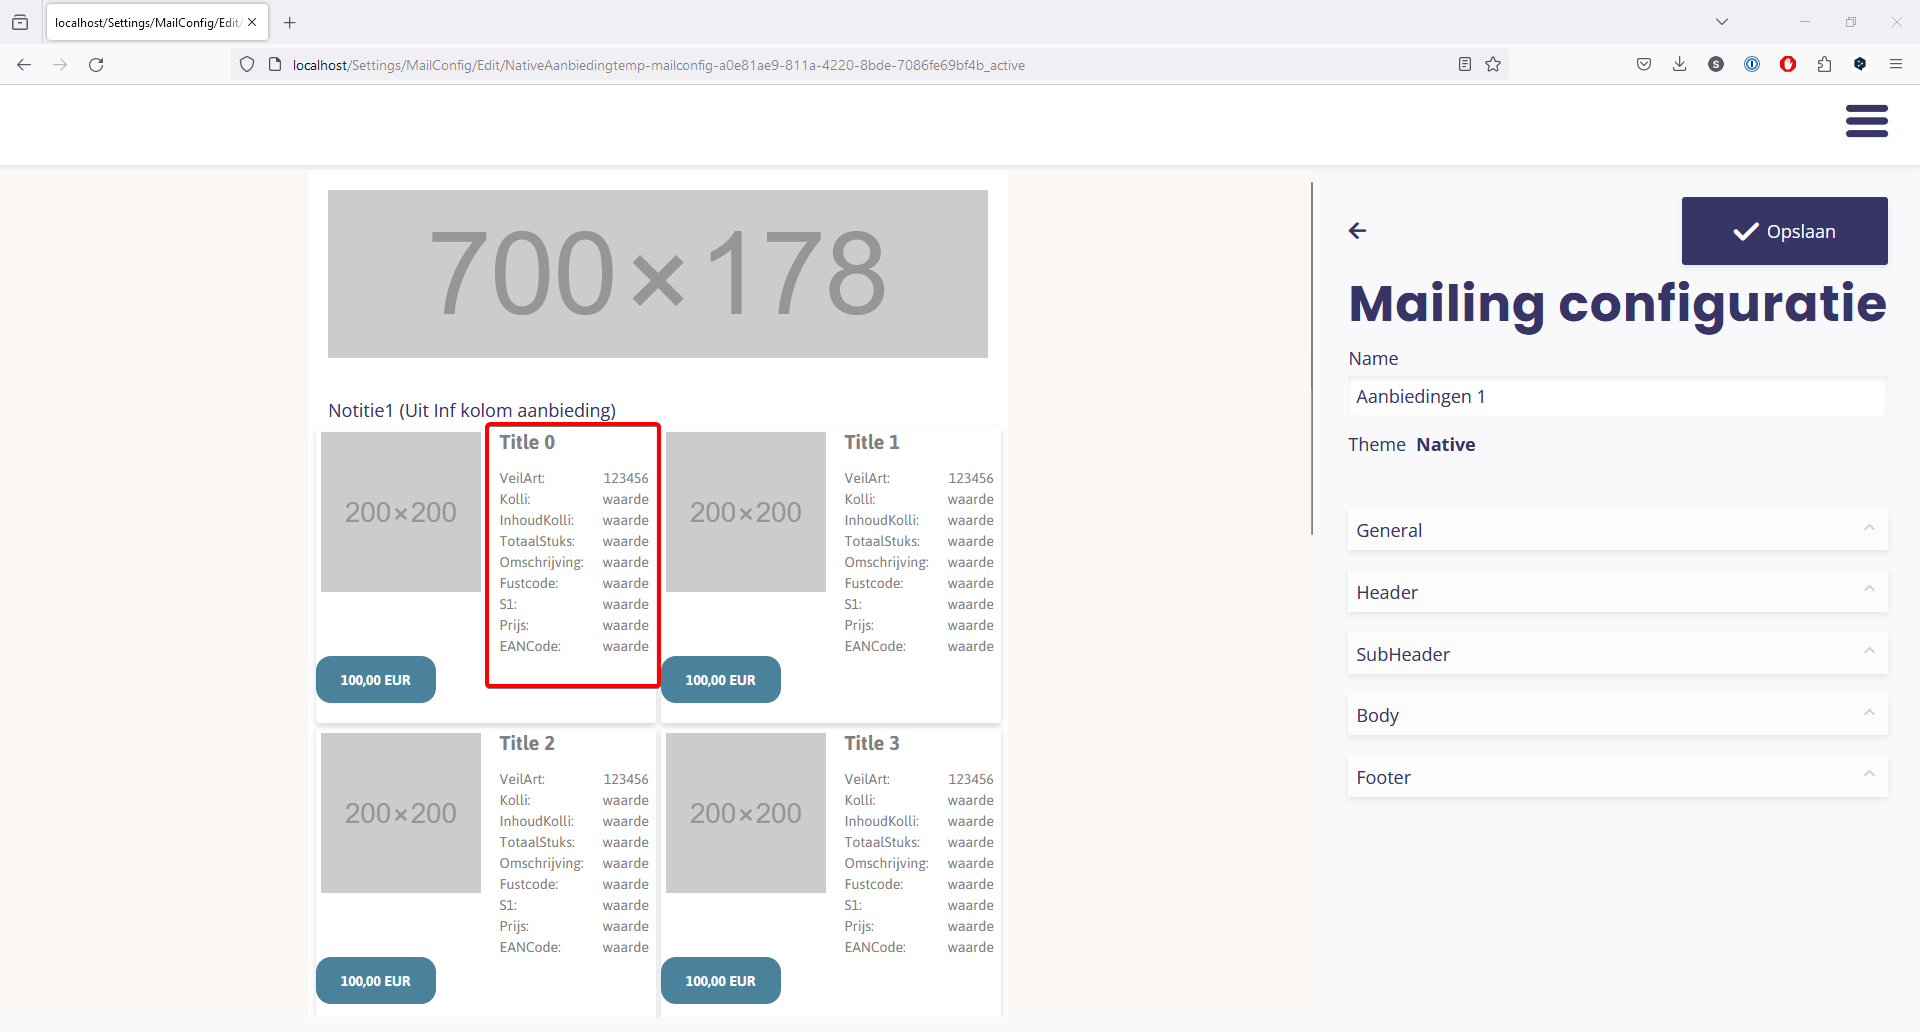 localhost/Settings/MailConfig/Edit/
localhost/Settings/MailConfig/Edit/NativeAanbiedingtemp-mailconfig-a0e81ae9-811a-4220-8bde-7086fe69bf4b_active
S
700×178
Notitie1 (Uit Inf kolom aanbieding)
200×200
Title 0
VeilArt: 123456
Kolli: waarde
InhoudKolli: waarde
TotaalStuks: waarde
Omschrijving: waarde
Fustcode: waarde
S1: waarde
Prijs: waarde
EANCode: waarde
100,00 EUR
200×200
Title 1
VeilArt: 123456
Kolli: waarde
InhoudKolli: waarde
TotaalStuks: waarde
Omschrijving: waarde
Fustcode: waarde
S1: waarde
Prijs: waarde
EANCode: waarde
100,00 EUR
200×200
Title 2
VeilArt: 123456
Kolli: waarde
InhoudKolli: waarde
TotaalStuks: waarde
Omschrijving: waarde
Fustcode: waarde
S1: waarde
Prijs: waarde
EANCode: waarde
100,00 EUR
200×200
Title 3
VeilArt: 123456
Kolli: waarde
InhoudKolli: waarde
TotaalStuks: waarde
Omschrijving: waarde
Fustcode: waarde
S1: waarde
Prijs: waarde
EANCode: waarde
100,00 EUR
Opslaan
Mailing configuratie
Name
Aanbiedingen 1
Theme Native
General
Header
SubHeader
Body
Footer